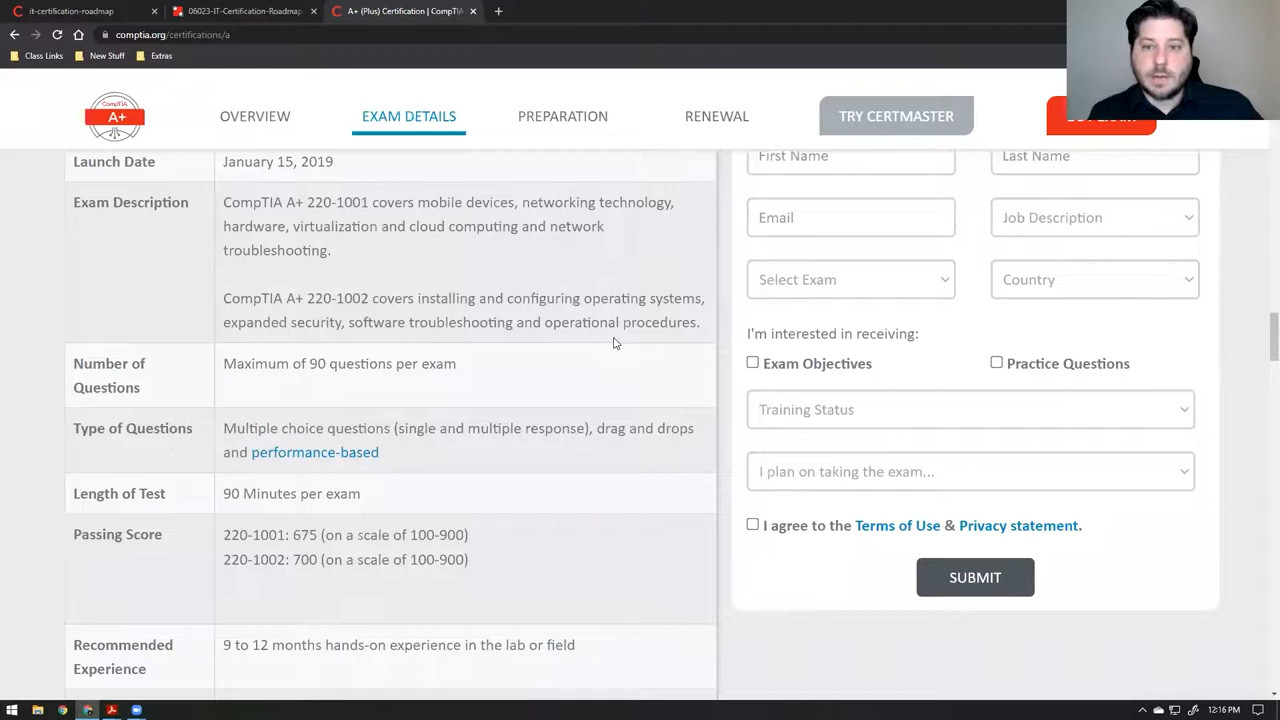 it-certification-roadmap
06023-IT-Certification-Roadmap
A+ (Plus) Certification | CompTIA
comptia.org/certifications/a
Class Links
New Stuff
Extras
CompTIA
A+
OVERVIEW
EXAM DETAILS
PREPARATION
RENEWAL
TRY CERTMASTER
Launch Date
January 15, 2019
Exam Description
CompTIA A+ 220-1001 covers mobile devices, networking technology,
hardware, virtualization and cloud computing and network
troubleshooting.
CompTIA A+ 220-1002 covers installing and configuring operating systems,
expanded security, software troubleshooting and operational procedures.
Number of
Questions
Maximum of 90 questions per exam
Type of Questions
Multiple choice questions (single and multiple response), drag and drops
and performance-based
Length of Test
90 Minutes per exam
Passing Score
220-1001: 675 (on a scale of 100-900)
220-1002: 700 (on a scale of 100-900)
Recommended
Experience
9 to 12 months hands-on experience in the lab or field
First Name
Last Name
Email
Job Description
Select Exam
Country
I'm interested in receiving:
Exam Objectives
Practice Questions
Training Status
I plan on taking the exam...
I agree to the Terms of Use & Privacy statement.
SUBMIT
12:16 PM